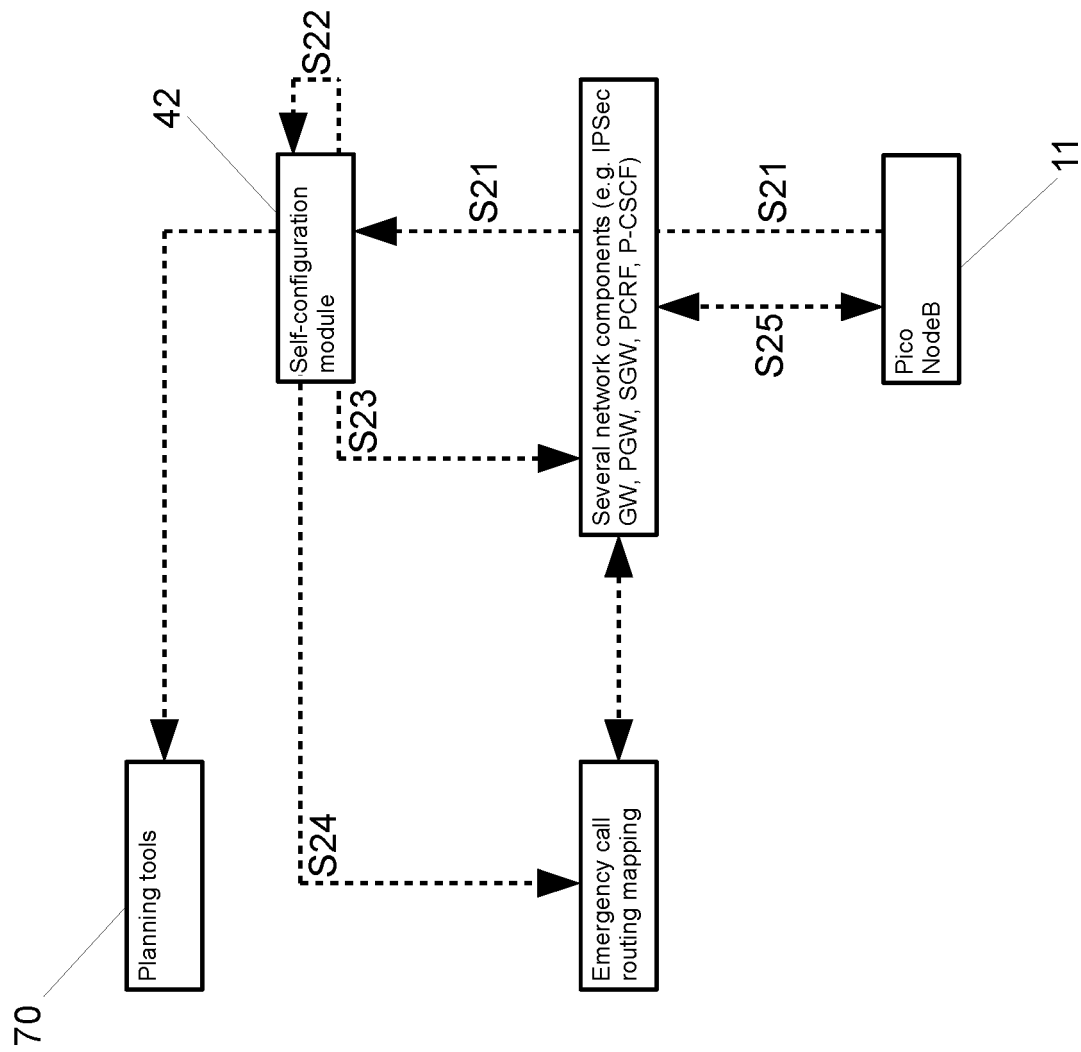 70
Planning tools
42
Self-configuration
module
S22
S24
S23
S21
Emergency call
routing mapping
Several network components (e.g. IPSec
GW, PGW, SGW, PCRF, P-CSCF)
S25
S21
Pico
NodeB
11